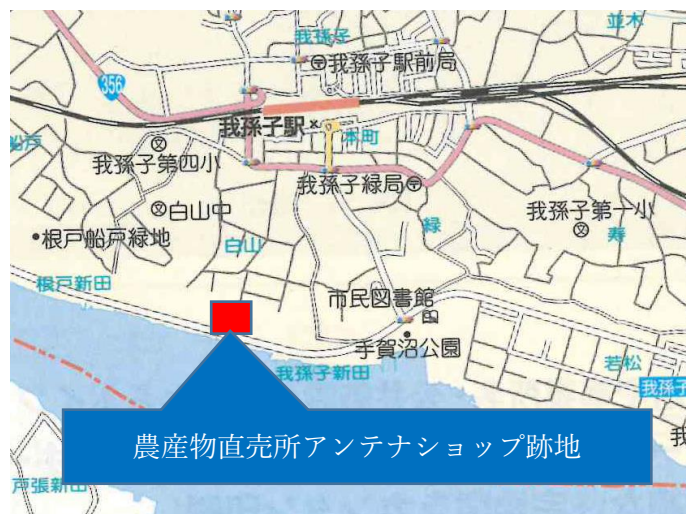 並木
我孫子
我孫子駅前局
356
我孫子駅
本町
船戸
我孫子第四小
我孫子緑局
白山中
我孫子第一小
根戸船戸緑地
白山
緑
寿
根戸新田
市民図書館
手賀沼公園
我孫子新田
若松
我孫子
我
農産物直売所アンテナショップ跡地
戸張新田